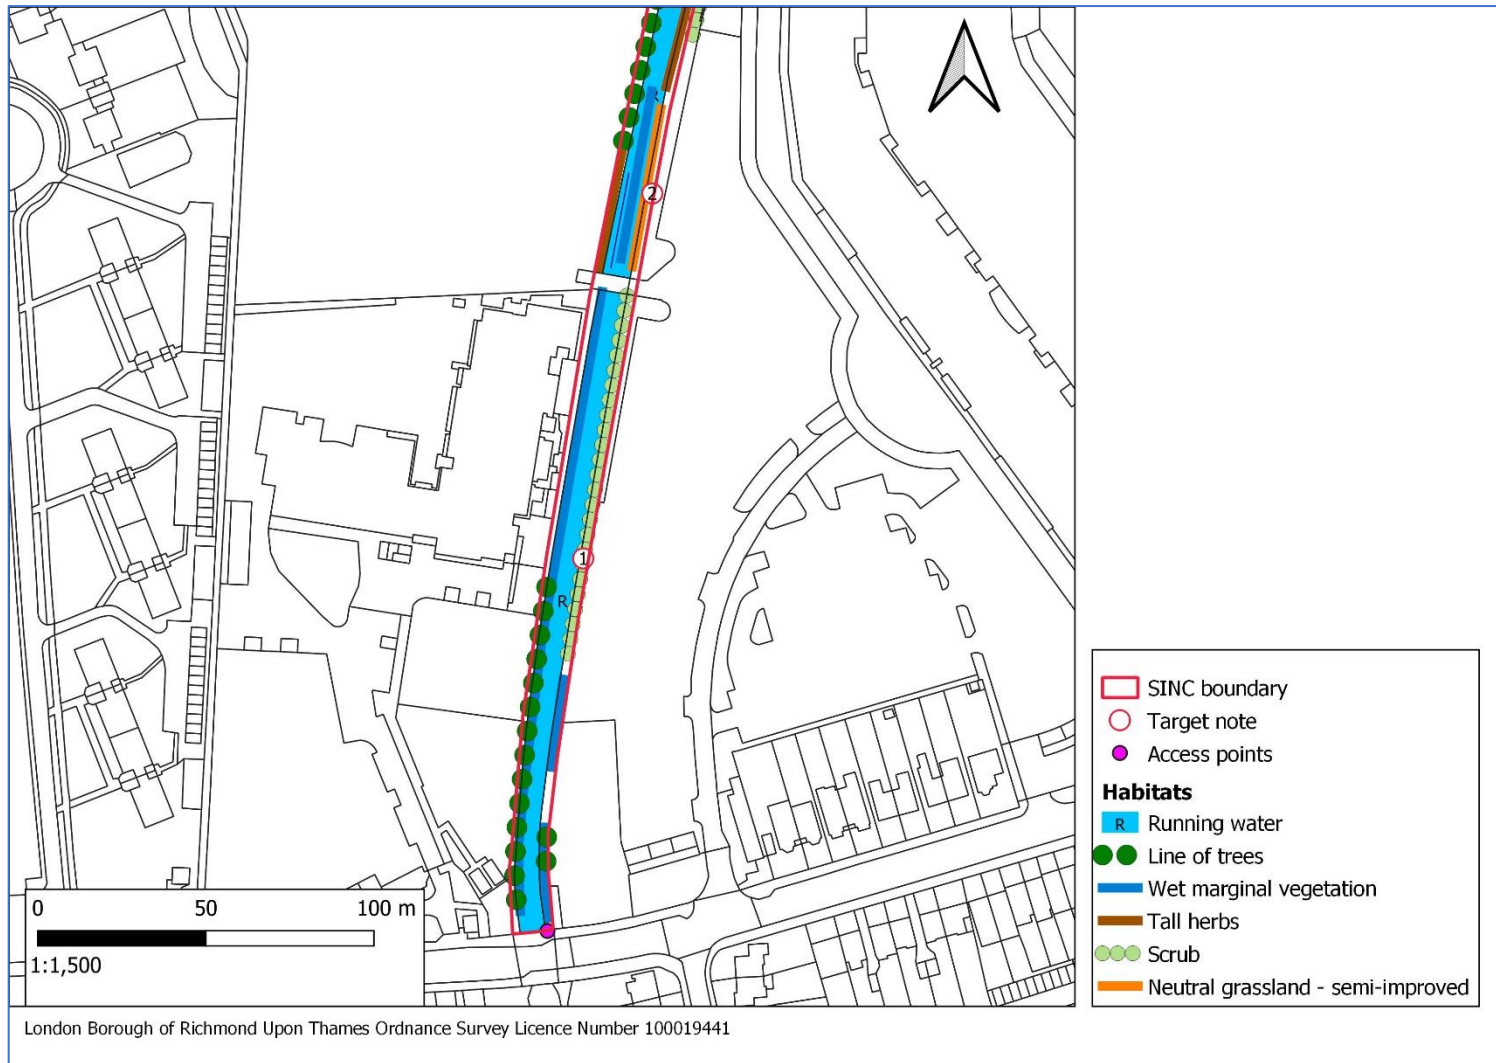 R
2
1
R
SINC boundary
Target note
Access points
Habitats
R Running water
Line of trees
Wet marginal vegetation
Tall herbs
Scrub
Neutral grassland - semi-improved
0 50 100 m
1:1,500
London Borough of Richmond Upon Thames Ordnance Survey Licence Number 100019441